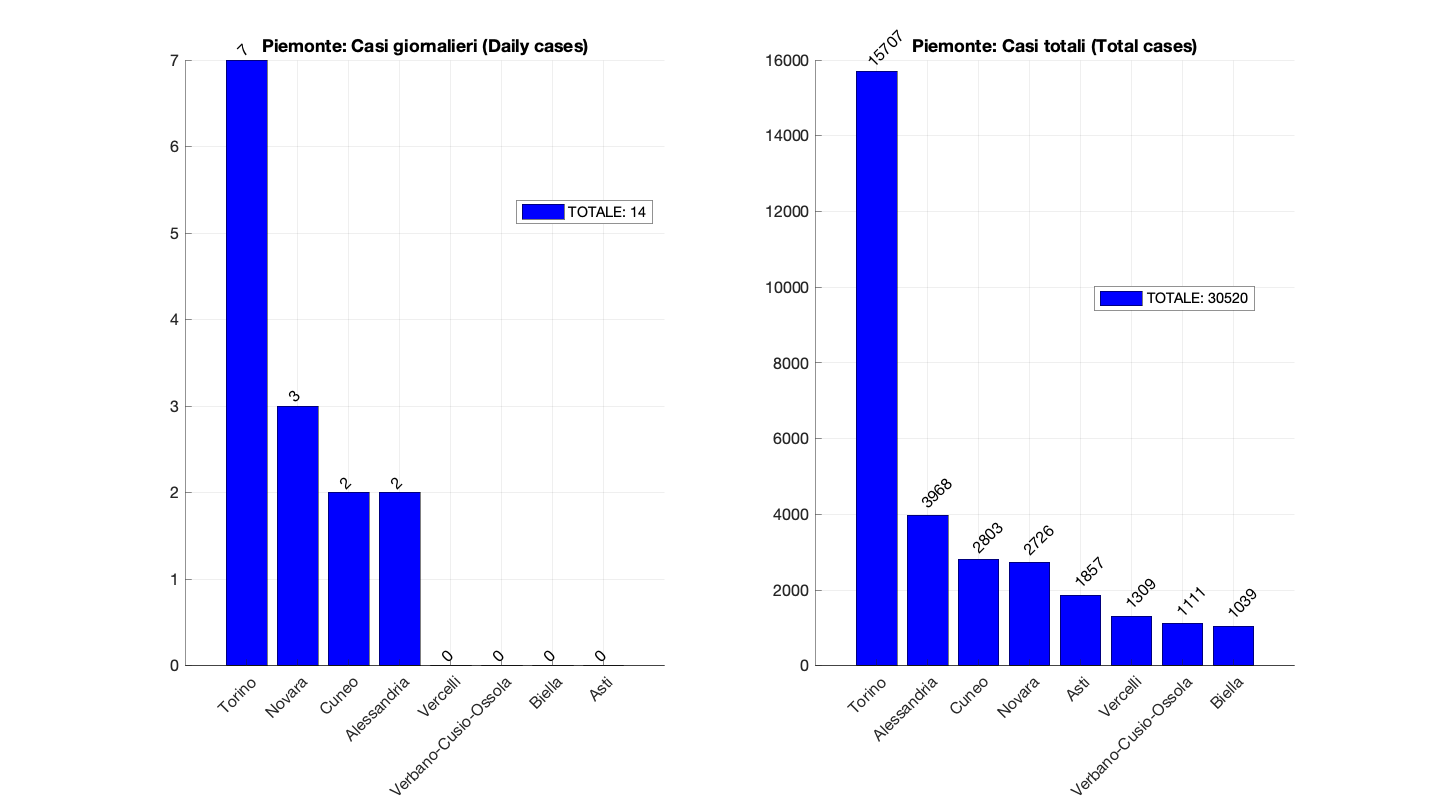 Piemonte: Casi giornalieri (Daily cases)
7
6
5
4
3
2
1
0
7
3
2
2
0
0
0
0
TOTALE: 14
Torino
Novara
Cuneo
Alessandria
Vercelli
Verbano-Cusio-Ossola
Biella
Asti
Piemonte: Casi totali (Total cases)
16000
14000
12000
10000
8000
6000
4000
2000
0
15707
3968
2803
2726
1857
1309
1111
1039
TOTALE: 30520
Torino
Alessandria
Cuneo
Novara
Asti
Vercelli
Verbano-Cusio-Ossola
Biella